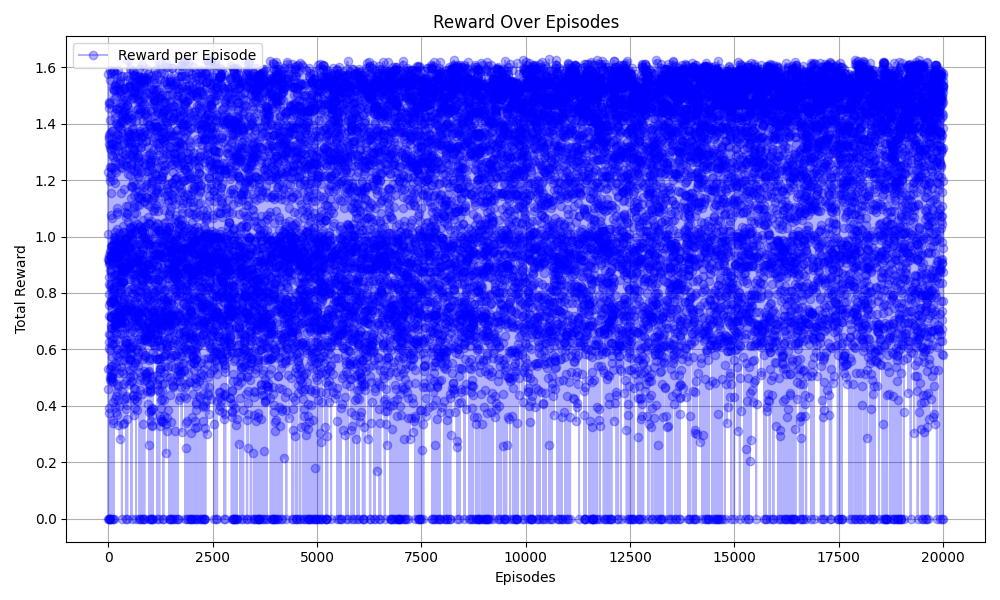 Reward Over Episodes
Reward per Episode
Total Reward
1.6
1.4
1.2
1.0
0.8
0.6
0.4
0.2
0.0
0 2500 5000 7500 10000 12500 15000 17500 20000
Episodes